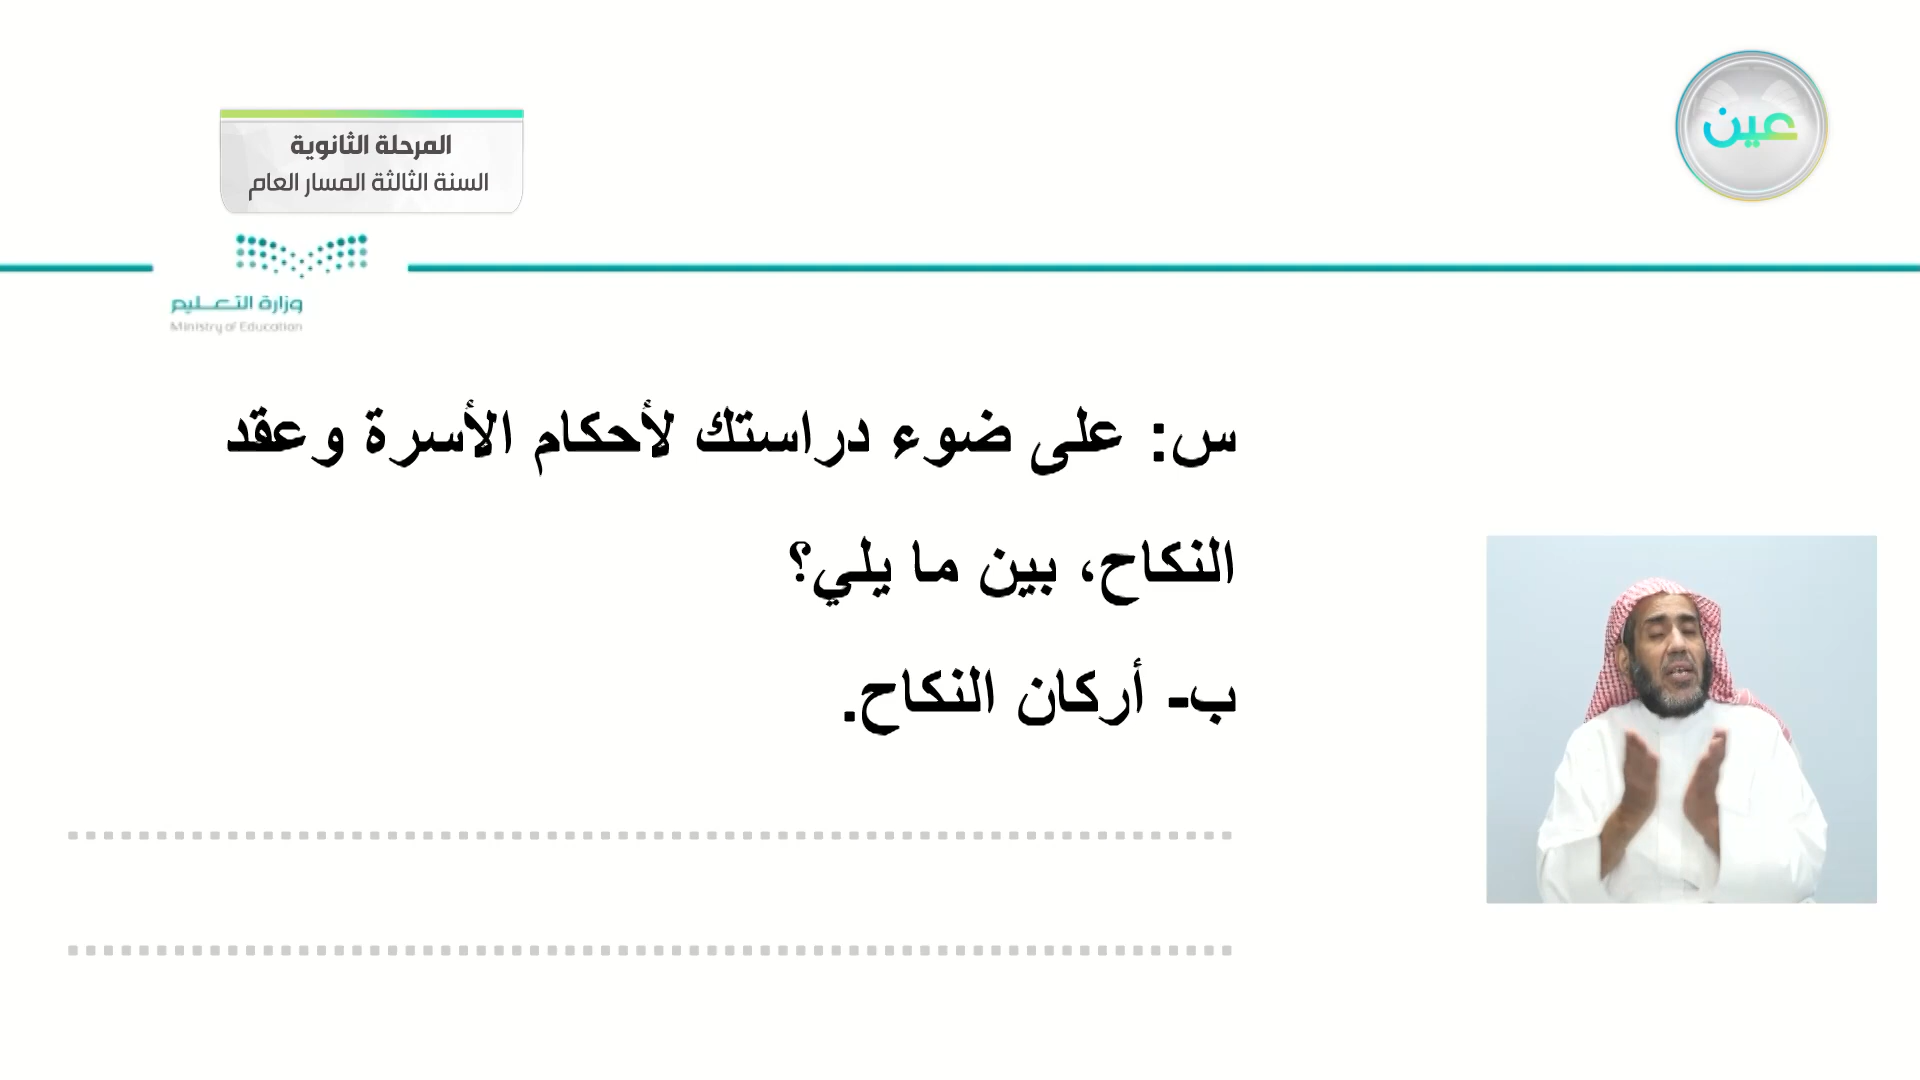 عين
المرحلة الثانوية
السنة الثالثة المسار العام
وزارة التعليم
Ministry of Education
س: على ضوء دراستك لأحكام الأسرة وعقد
النكاح، بين ما يلي؟
ب- أركان النكاح.